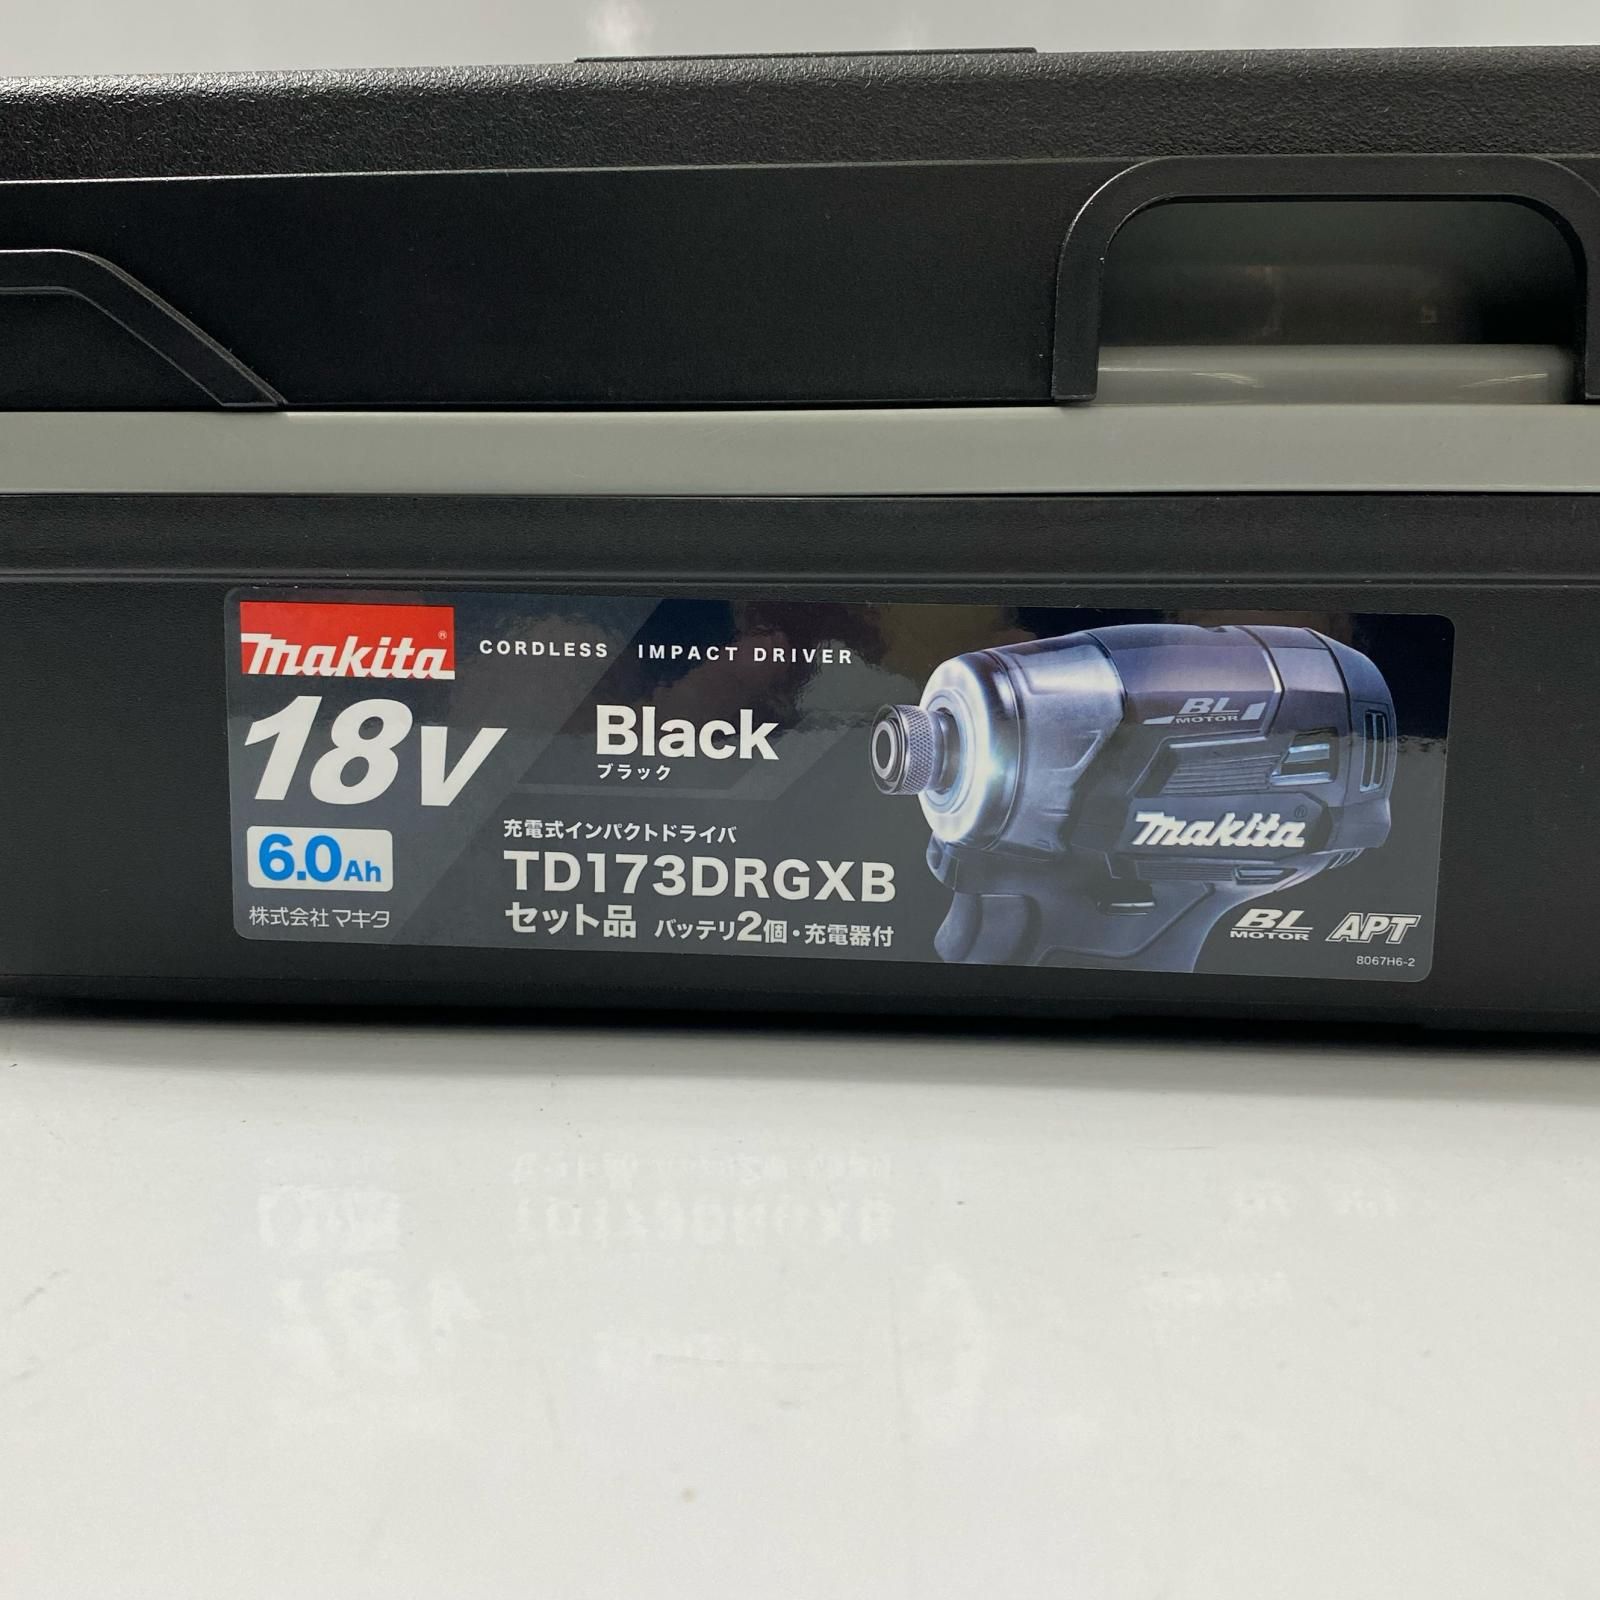 makita®
CORDLESS IMPACT DRIVER
18V
Black
ブラック
6.0Ah
充電式インパクトドライバ
TD173DRGXB
株式会社マキタ
セット品 バッテリ2個・充電器付
BL
MOTOR
makita®
BL
MOTOR
APT
8067H6-2